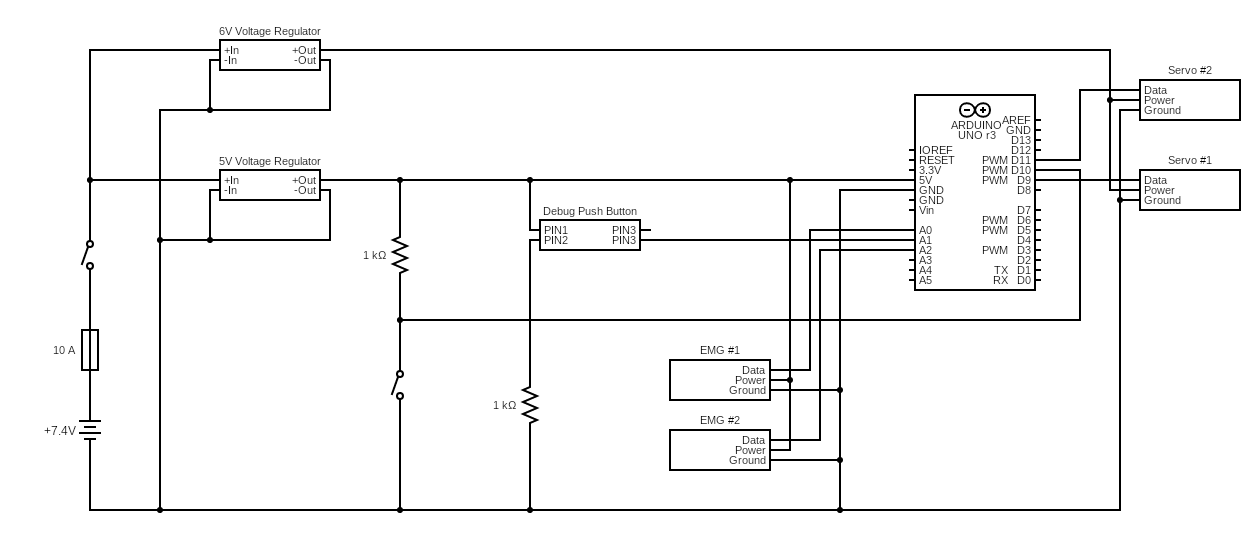 6V Voltage Regulator
+In +Out
-In -Out
Servo #2
Data
Power
Ground
ARDUINO
UNO r3
AREF
GND
D13
D12
IOREF
RESET PWM D11
3.3V PWM D10
5V PWM D9
GND D8
GND
Vin D7
PWM D6
A0 PWM D5
A1 D4
A2 PWM D3
A3 D2
A4 TX D1
A5 RX D0
Servo #1
Data
Power
Ground
5V Voltage Regulator
+In +Out
-In -Out
Debug Push Button
PIN1 PIN3
PIN2 PIN3
1 kΩ
10 A
EMG #1
Data
Power
Ground
1 kΩ
EMG #2
Data
Power
Ground
+7.4V